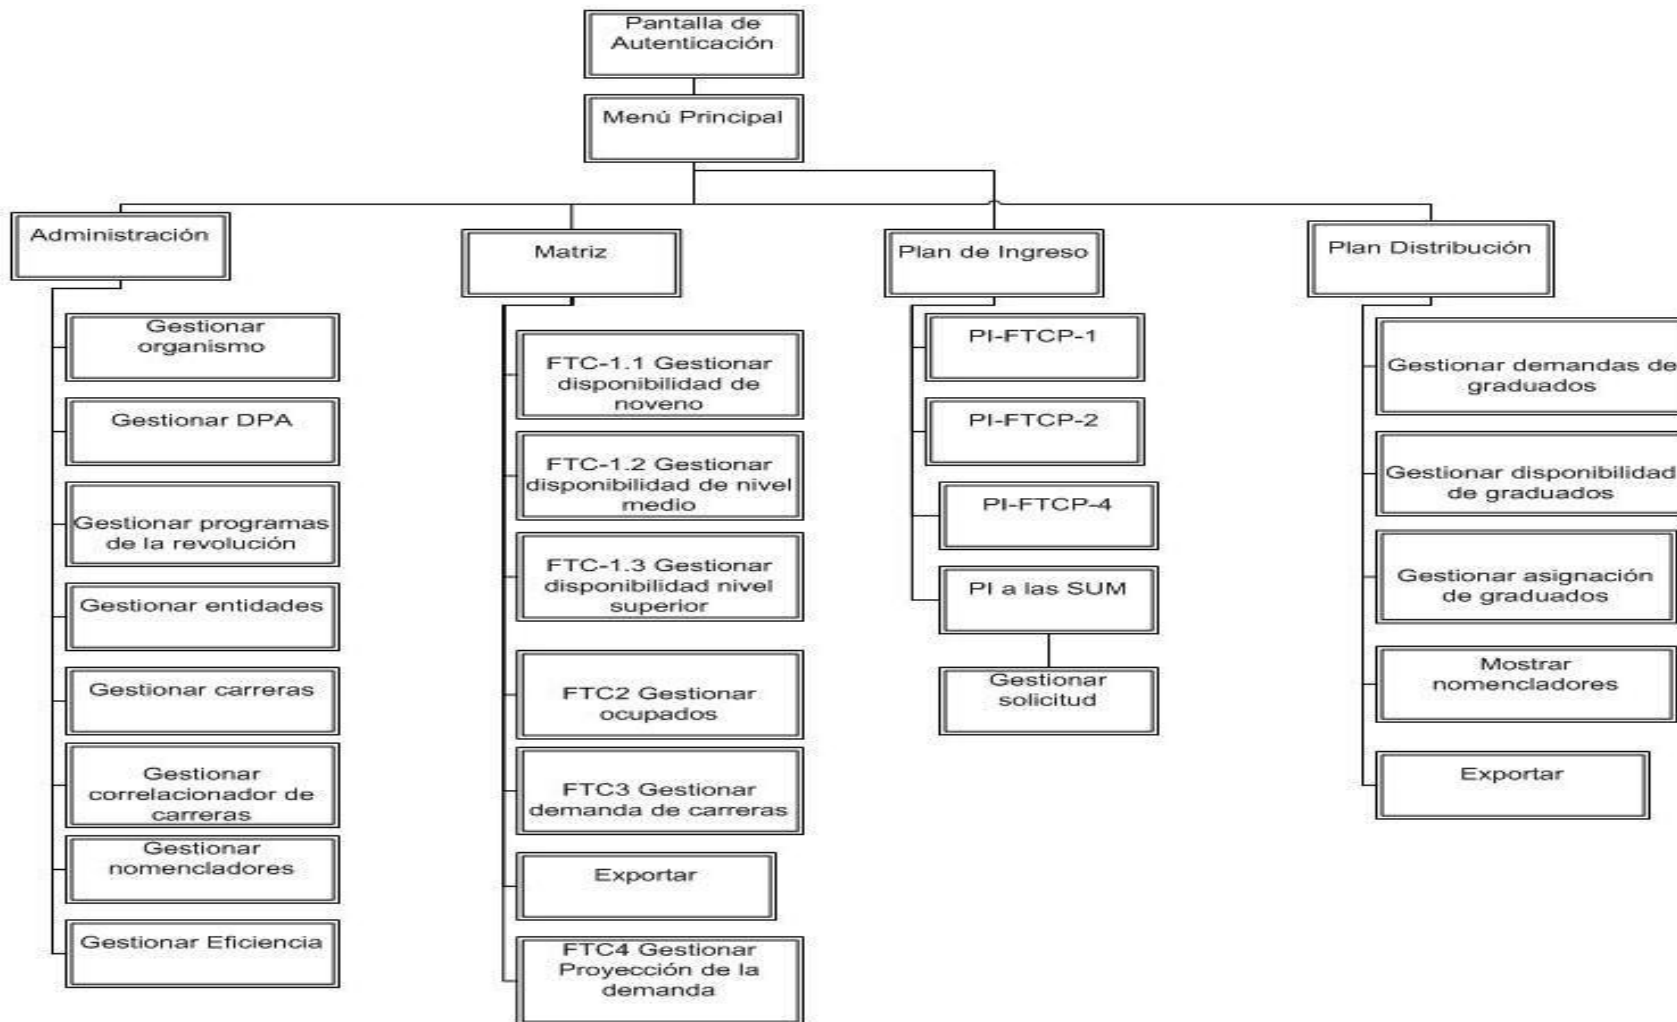 Pantalla de
Autenticación
Menú Principal
Administración
Gestionar
organismo
Gestionar DPA
Gestionar programas
de la revolución
Gestionar entidades
Gestionar carreras
Gestionar
correlacionador de
carreras
Gestionar
nomencladores
Gestionar Eficiencia
Matriz
FTC-1.1 Gestionar
disponibilidad de
noveno
FTC-1.2 Gestionar
disponibilidad de nivel
medio
FTC-1.3 Gestionar
disponibilidad nivel
superior
FTC2 Gestionar
ocupados
FTC3 Gestionar
demanda de carreras
Exportar
FTC4 Gestionar
Proyección de la
demanda
Plan de Ingreso
PI-FTCP-1
PI-FTCP-2
PI-FTCP-4
PI a las SUM
Gestionar
solicitud
Plan Distribución
Gestionar demandas de
graduados
Gestionar disponibilidad
de graduados
Gestionar asignación
de graduados
Mostrar
nomencladores
Exportar